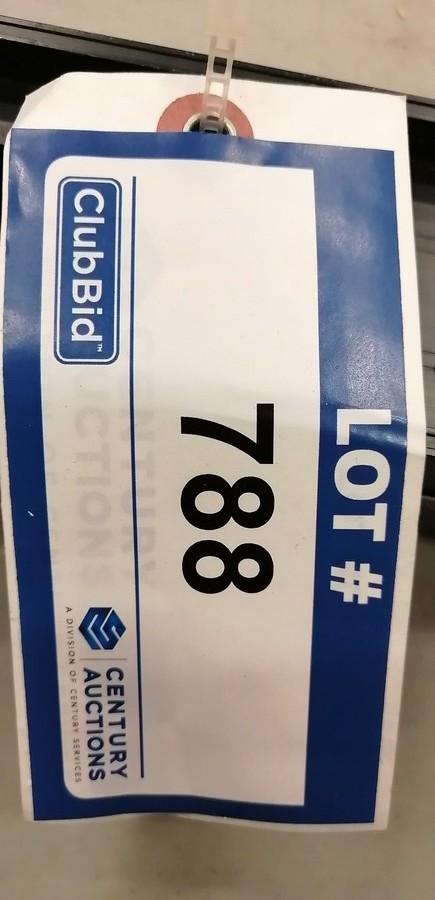 LOT #
788
ClubBid™
CENTURY
AUCTIONS
A DIVISION OF CENTURY SERVICES